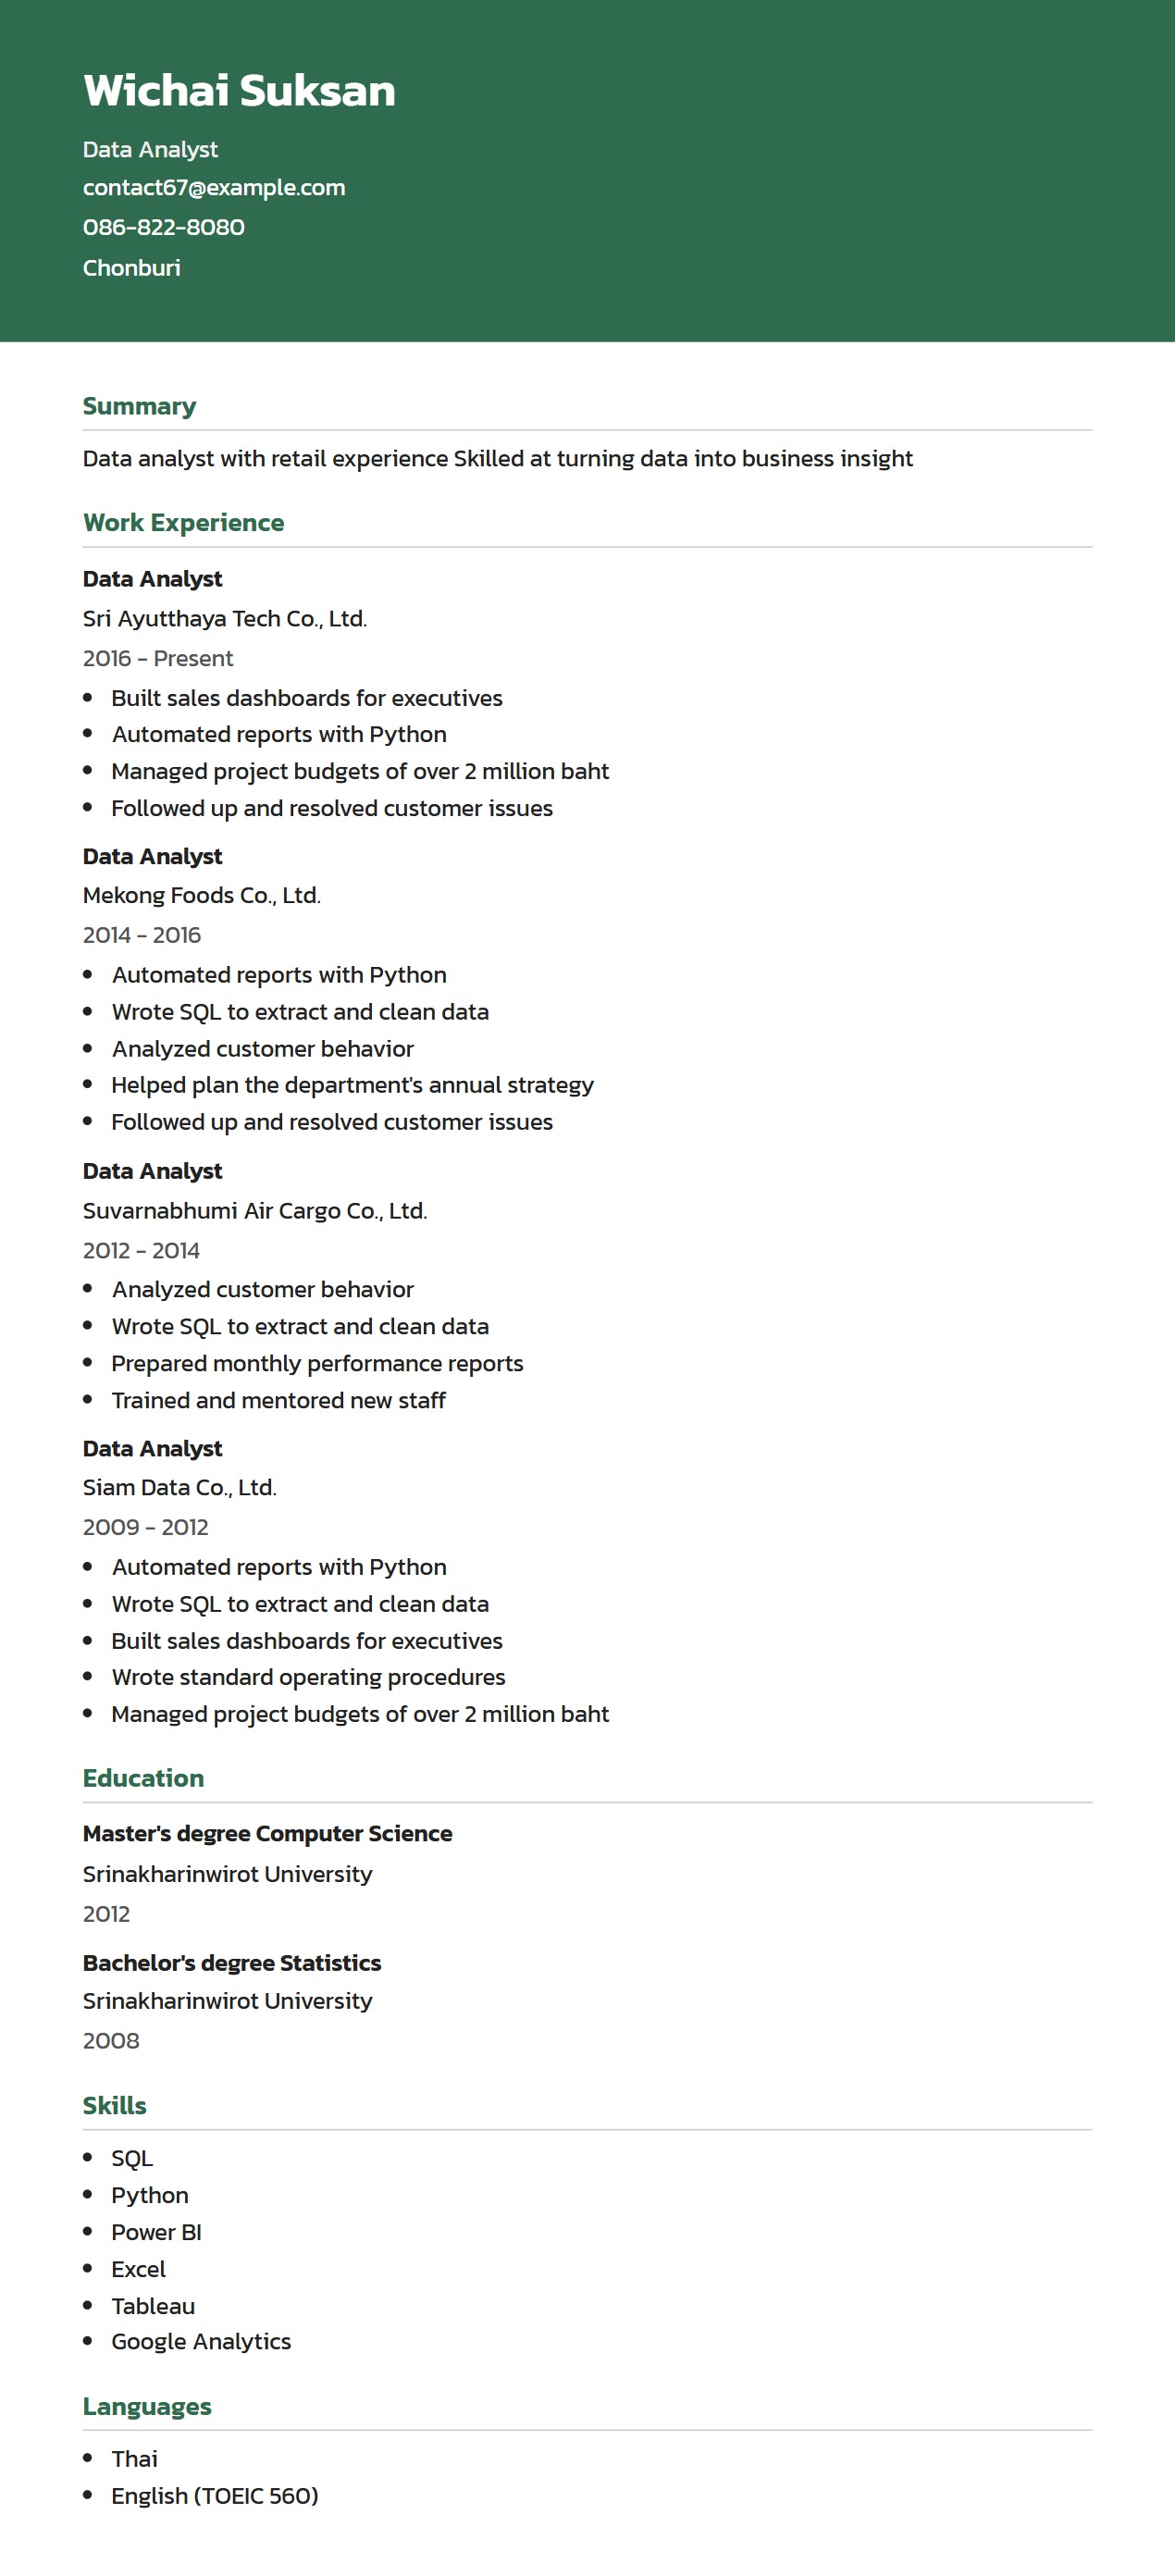 Wichai Suksan
Data Analyst
contact67@example.com
086-822-8080
Chonburi
Summary
Data analyst with retail experience Skilled at turning data into business insight
Work Experience
Data Analyst
Sri Ayutthaya Tech Co., Ltd.
2016 - Present
• Built sales dashboards for executives
• Automated reports with Python
• Managed project budgets of over 2 million baht
• Followed up and resolved customer issues
Data Analyst
Mekong Foods Co., Ltd.
2014 - 2016
• Automated reports with Python
• Wrote SQL to extract and clean data
• Analyzed customer behavior
• Helped plan the department's annual strategy
• Followed up and resolved customer issues
Data Analyst
Suvarnabhumi Air Cargo Co., Ltd.
2012 - 2014
• Analyzed customer behavior
• Wrote SQL to extract and clean data
• Prepared monthly performance reports
• Trained and mentored new staff
Data Analyst
Siam Data Co., Ltd.
2009 - 2012
• Automated reports with Python
• Wrote SQL to extract and clean data
• Built sales dashboards for executives
• Wrote standard operating procedures
• Managed project budgets of over 2 million baht
Education
Master's degree Computer Science
Srinakharinwirot University
2012
Bachelor's degree Statistics
Srinakharinwirot University
2008
Skills
• SQL
• Python
• Power BI
• Excel
• Tableau
• Google Analytics
Languages
• Thai
• English (TOEIC 560)